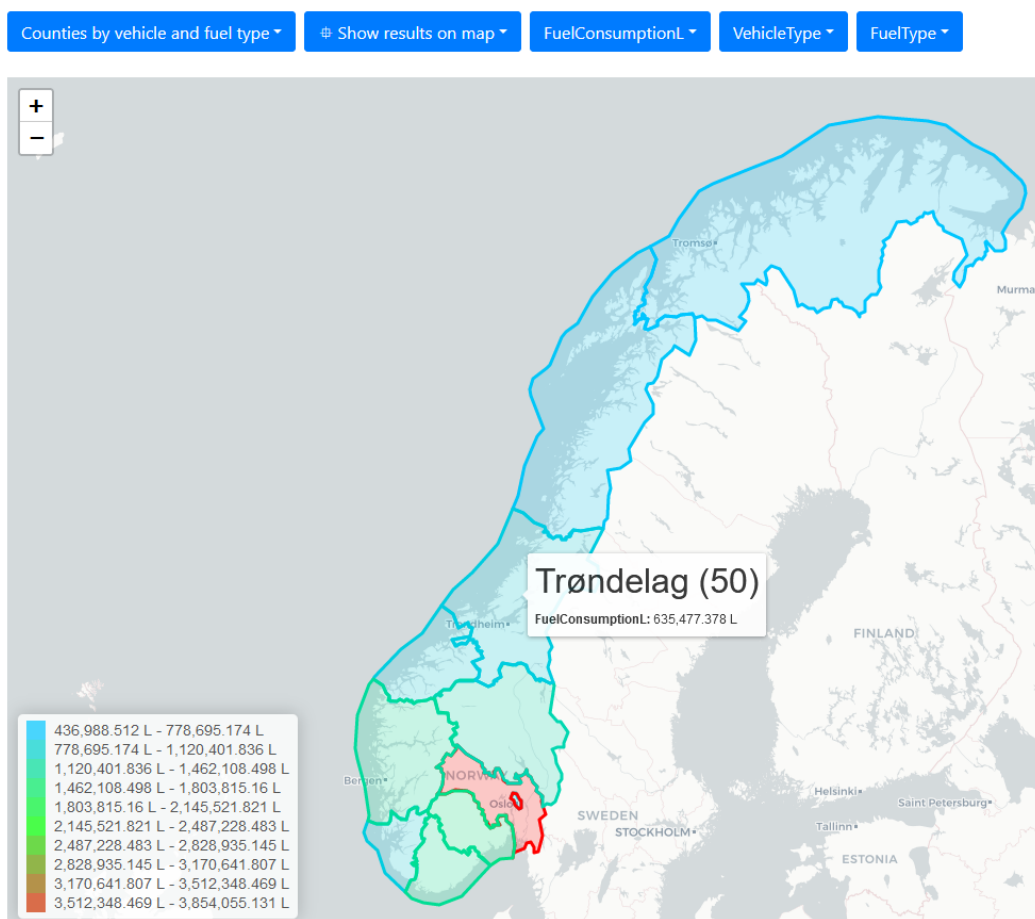 Counties by vehicle and fuel type
Show results on map
FuelConsumptionL
VehicleType
FuelType
+
−
Tromsø
Murma
Trøndelag (50)
FuelConsumptionL: 635,477.378 L
FINLAND
Bergen
NORWAY
Oslo
SWEDEN
STOCKHOLM
Helsinki
Saint Petersburg
Tallinn
ESTONIA
436,988.512 L - 778,695.174 L
778,695.174 L - 1,120,401.836 L
1,120,401.836 L - 1,462,108.498 L
1,462,108.498 L - 1,803,815.16 L
1,803,815.16 L - 2,145,521.821 L
2,145,521.821 L - 2,487,228.483 L
2,487,228.483 L - 2,828,935.145 L
2,828,935.145 L - 3,170,641.807 L
3,170,641.807 L - 3,512,348.469 L
3,512,348.469 L - 3,854,055.131 L